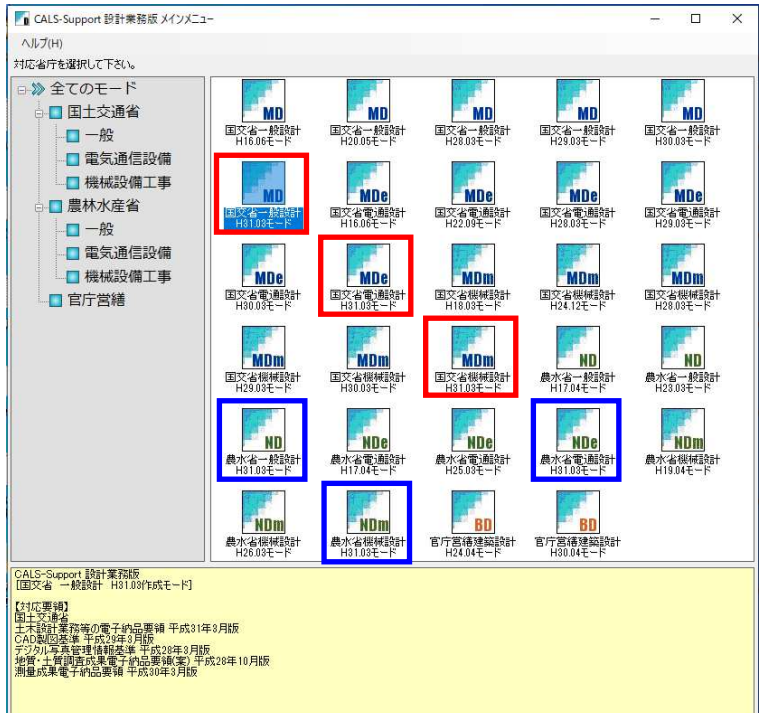 CALS-Support 設計業務版 メインメニュー
ヘルプ(H)
対応省庁を選択して下さい。
全てのモード
国土交通省
一般
電気通信設備
機械設備工事
農林水産省
一般
電気通信設備
機械設備工事
官庁営繕
MD MD MD MD MD
国交省一般設計 国交省一般設計 国交省一般設計 国交省一般設計 国交省一般設計
H16.06モード H20.05モード H28.03モード H29.03モード H30.03モード
MD MDe MDe MDe MDe
国交省一般設計 国交省電通設計 国交省電通設計 国交省電通設計 国交省電通設計
H31.03モード H16.06モード H22.09モード H28.03モード H29.03モード
MDe MDe MDm MDm MDm
国交省電通設計 国交省電通設計 国交省機械設計 国交省機械設計 国交省機械設計
H30.03モード H31.03モード H18.03モード H24.12モード H28.03モード
MDm MDm MDm ND ND
国交省機械設計 国交省機械設計 国交省機械設計 農水省一般設計 農水省一般設計
H29.03モード H30.03モード H31.03モード H17.04モード H23.03モード
ND NDe NDe NDe NDm
農水省一般設計 農水省電通設計 農水省電通設計 農水省電通設計 農水省機械設計
H31.03モード H17.04モード H25.03モード H31.03モード H19.04モード
NDm NDm BD BD
農水省機械設計 農水省機械設計 官庁営繕建築設計 官庁営繕建築設計
H26.03モード H31.03モード H24.04モード H30.04モード
CALS-Support 設計業務版
[国交省 一般設計 H31.03作成モード]
【対応要領】
国土交通省
土木設計業務等の電子納品要領 平成31年3月版
CAD製図基準 平成29年3月版
デジタル写真管理情報基準 平成28年3月版
地質・土質調査成果電子納品要領(案) 平成28年10月版
測量成果電子納品要領 平成30年3月版